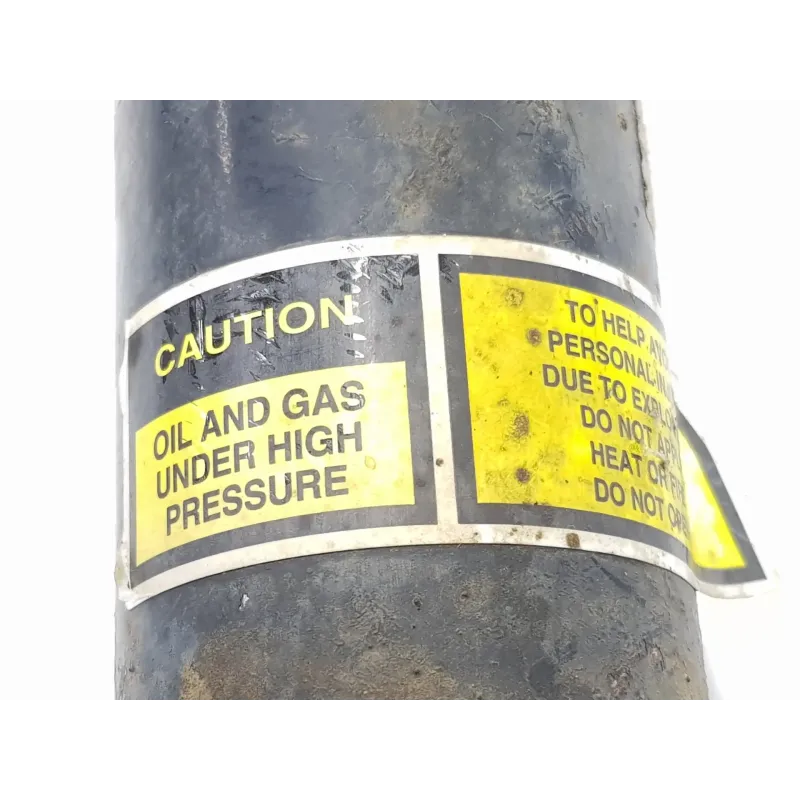 CAUTION
OIL AND GAS
UNDER HIGH
PRESSURE
TO HELP
PERSONAL
DUE TO
DO NOT
HEAT OR
DO NOT